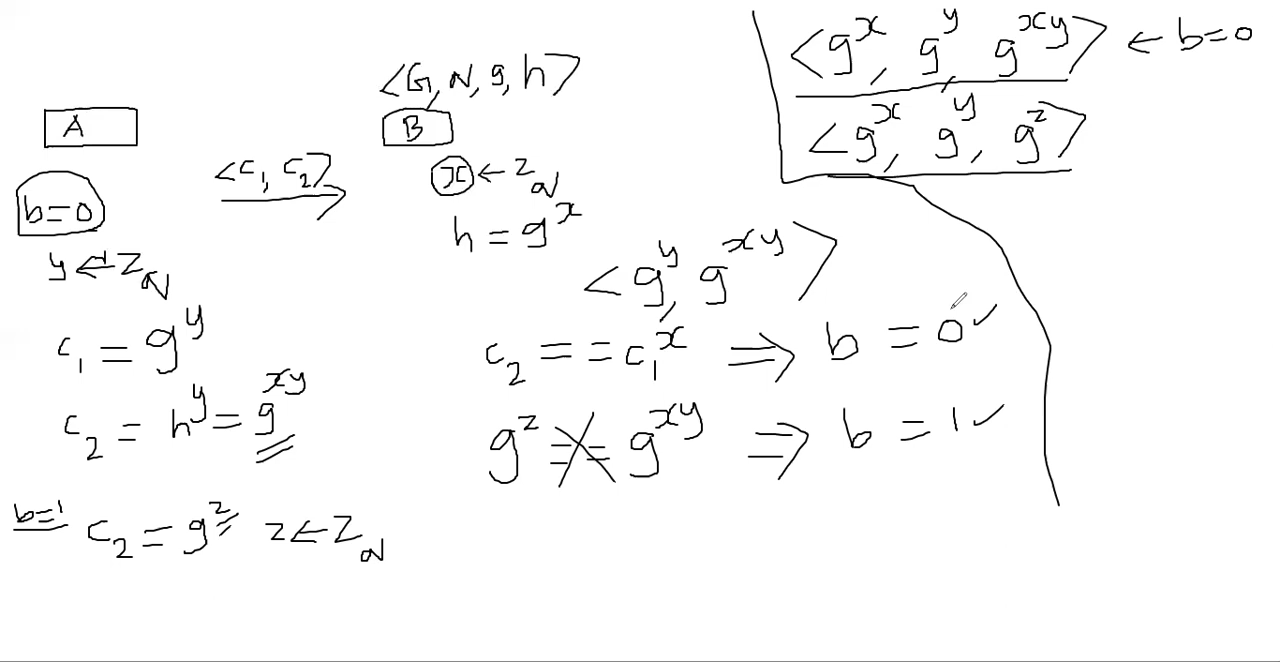 <g^x, g^y, g^xy> ← b=0
<g^x, g^y, g^z>
<G, N, g, h>
A
B
<c₁, c₂>
x ← Z_N
h = g^x
b=0
y ← Z_N
<g^y, g^xy>
c₁ = g^y
c₂ == c₁^x ⇒ b = 0 ✓
c₂ = h^y = g^xy
g^z == g^xy ⇒ b = 1 ✓
b=1 c₂ = g^z z ← Z_N